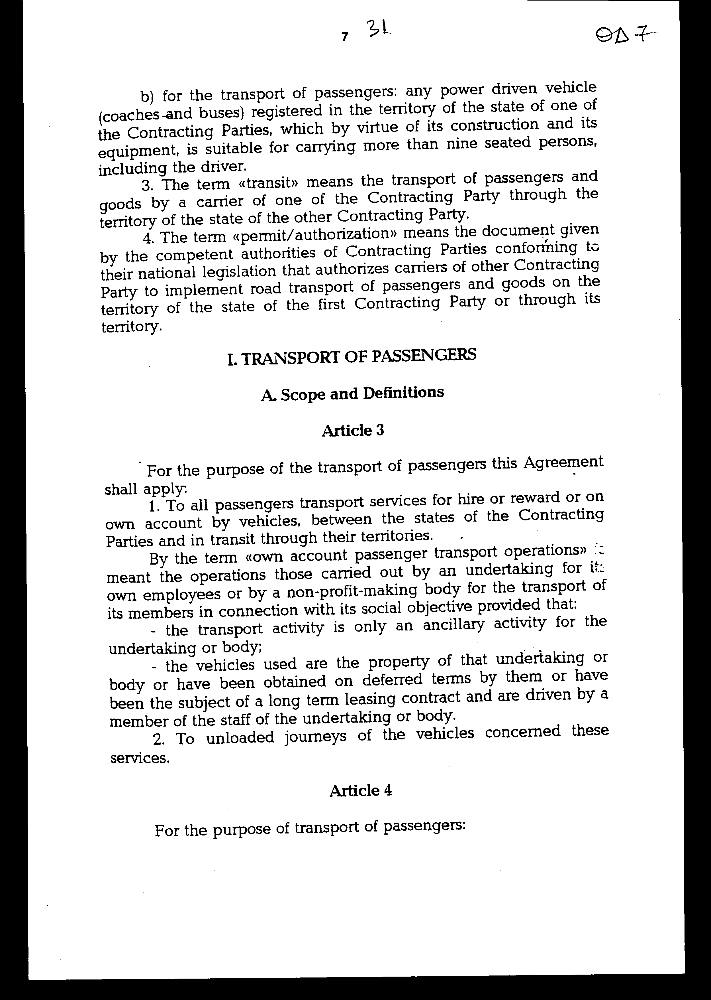 7 31 ΘΔ 7
b) for the transport of passengers: any power driven vehicle
(coaches and buses) registered in the territory of the state of one of
the Contracting Parties, which by virtue of its construction and its
equipment, is suitable for carrying more than nine seated persons,
including the driver.
3. The term «transit» means the transport of passengers and
goods by a carrier of one of the Contracting Party through the
territory of the state of the other Contracting Party.
4. The term «permit/authorization» means the document given
by the competent authorities of Contracting Parties conforming to
their national legislation that authorizes carriers of other Contracting
Party to implement road transport of passengers and goods on the
territory of the state of the first Contracting Party or through its
territory.
I. TRANSPORT OF PASSENGERS
A. Scope and Definitions
Article 3
For the purpose of the transport of passengers this Agreement
shall apply:
1. To all passengers transport services for hire or reward or on
own account by vehicles, between the states of the Contracting
Parties and in transit through their territories.
By the term «own account passenger transport operations»
meant the operations those carried out by an undertaking for its
own employees or by a non-profit-making body for the transport of
its members in connection with its social objective provided that:
- the transport activity is only an ancillary activity for the
undertaking or body;
- the vehicles used are the property of that undertaking or
body or have been obtained on deferred terms by them or have
been the subject of a long term leasing contract and are driven by a
member of the staff of the undertaking or body.
2. To unloaded journeys of the vehicles concerned these
services.
Article 4
For the purpose of transport of passengers: